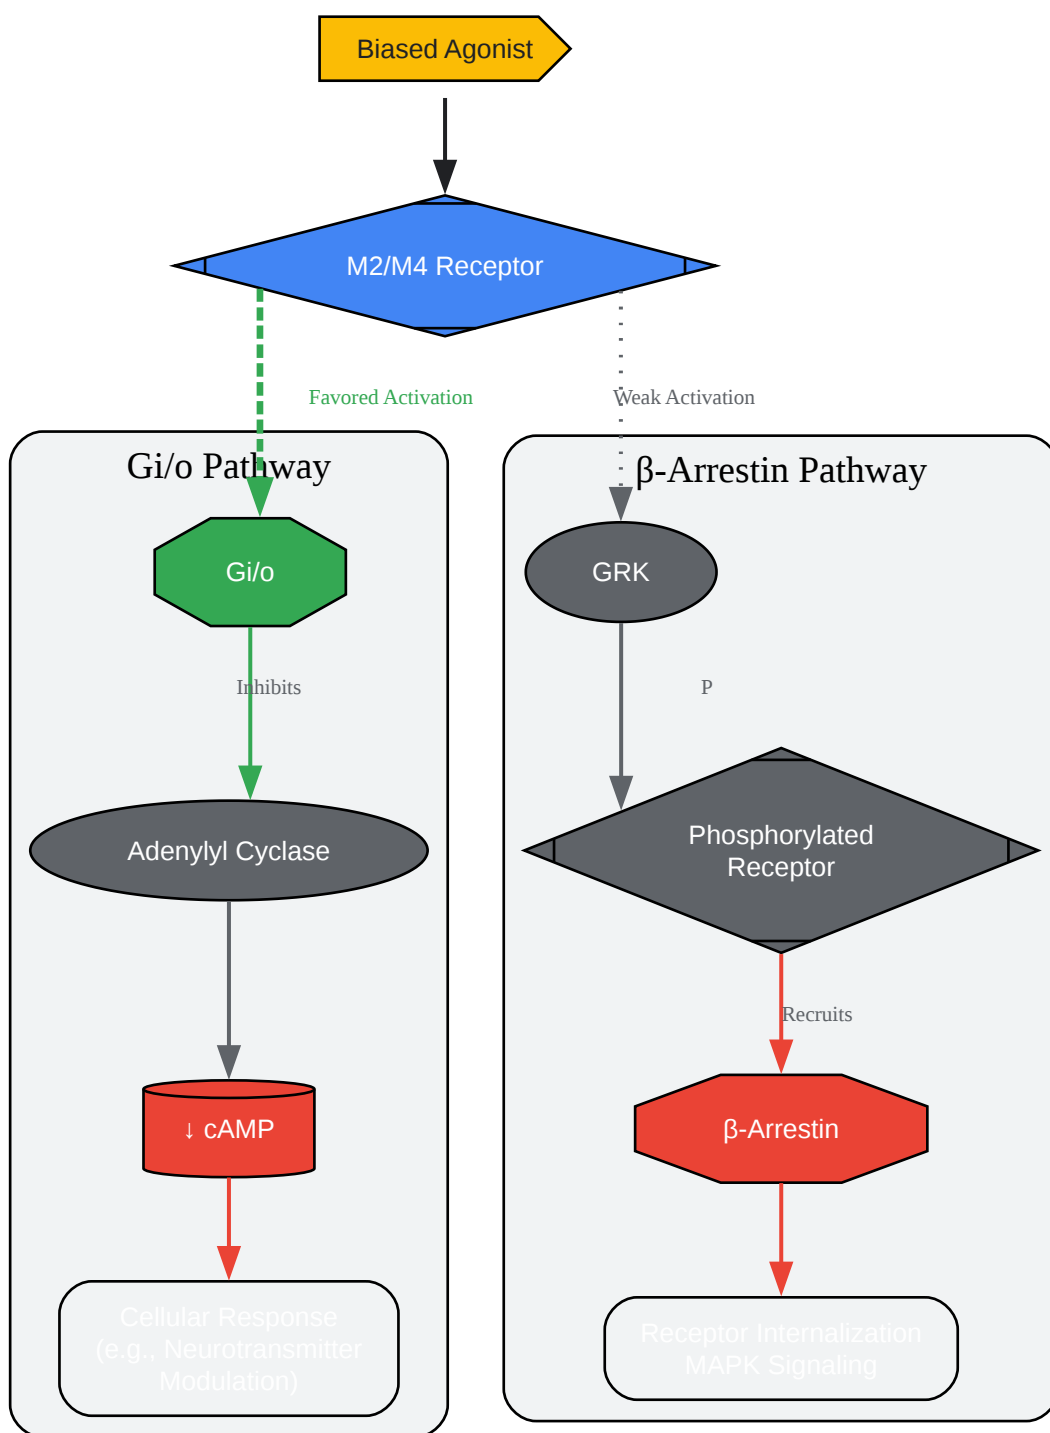 Biased Agonist
M2/M4 Receptor
Favored Activation
Weak Activation
Gi/o Pathway
β-Arrestin Pathway
Gi/o
GRK
Inhibits
P
Adenylyl Cyclase
Phosphorylated
Receptor
Recruits
↓ cAMP
β-Arrestin
Cellular Response
(e.g., Neurotransmitter
Modulation)
Receptor Internalization
MAPK Signaling